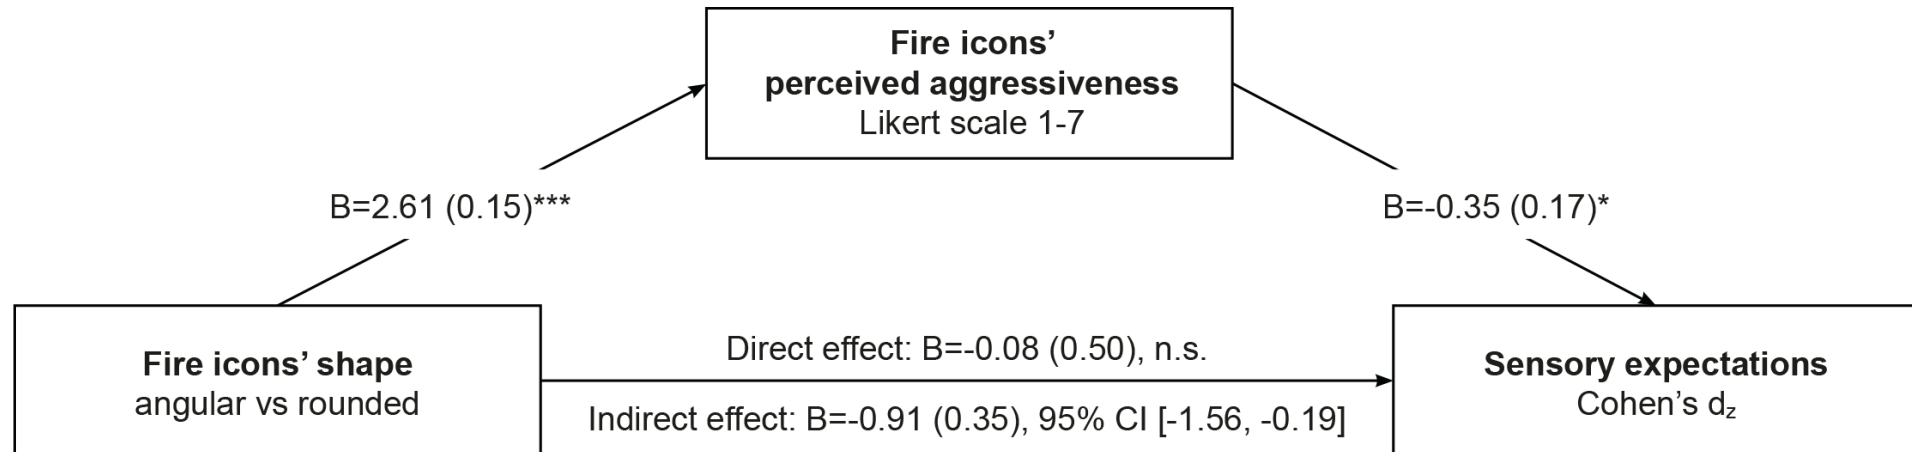 Fire icons’
perceived aggressiveness
Likert scale 1-7
B=2.61 (0.15)***
B=-0.35 (0.17)*
Fire icons’ shape
angular vs rounded
Direct effect: B=-0.08 (0.50), n.s.
Indirect effect: B=-0.91 (0.35), 95% CI [-1.56, -0.19]
Sensory expectations
Cohen’s dz